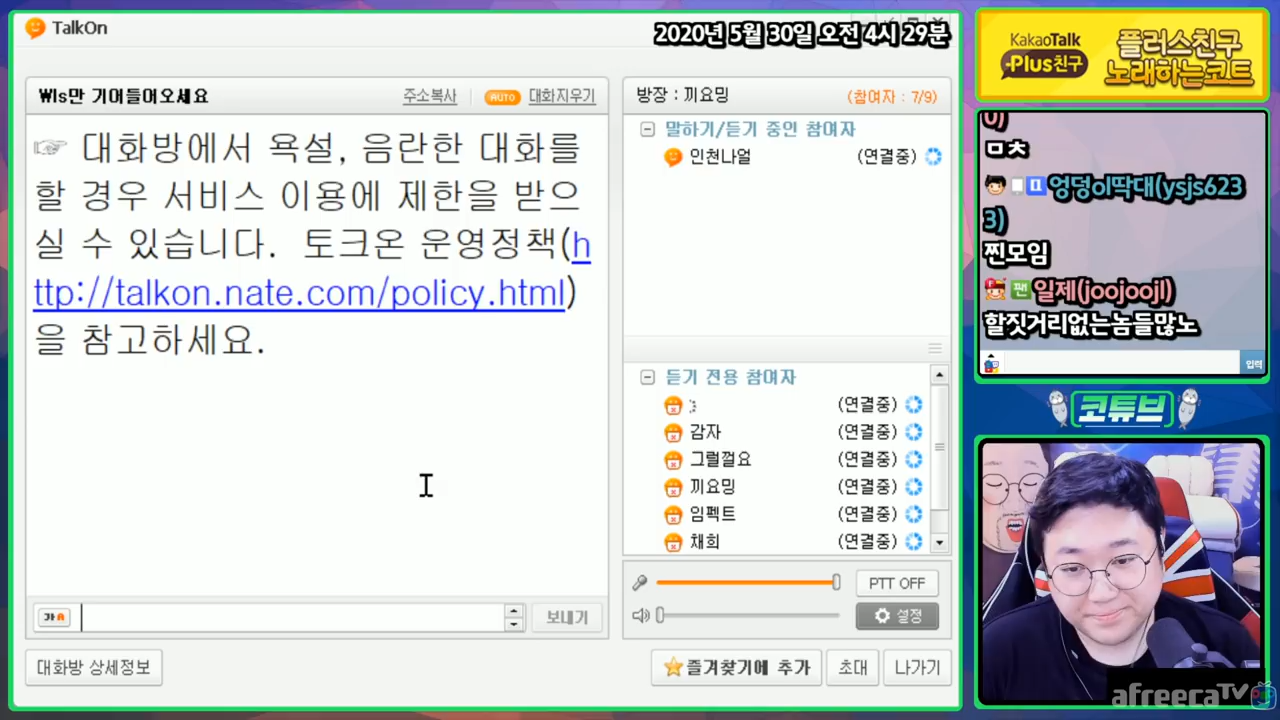 TalkOn
2020년 5월 30일 오전 4시 29분
₩ls만 기어들어오세요
주소복사
AUTO
대화지우기
☞ 대화방에서 욕설, 음란한 대화를
할 경우 서비스 이용에 제한을 받으
실 수 있습니다. 토크온 운영정책(h
ttp://talkon.nate.com/policy.html)
을 참고하세요.
가A
보내기
대화방 상세정보
방장 : 끼요밍
(참여자 : 7/9)
말하기/듣기 중인 참여자
인천나얼 (연결중)
듣기 전용 참여자
(연결중)
감자 (연결중)
그럴껄요 (연결중)
끼요밍 (연결중)
임펙트 (연결중)
채희 (연결중)
PTT OFF
설정
즐겨찾기에 추가
초대
나가기
KakaoTalk
Plus친구
플러스친구
노래하는코트
ㅁㅊ
엉덩이딱대(ysjs623
3)
찐모임
팬 일제(joojoojl)
할짓거리없는놈들많노
입력
코튜브
afreecaTV